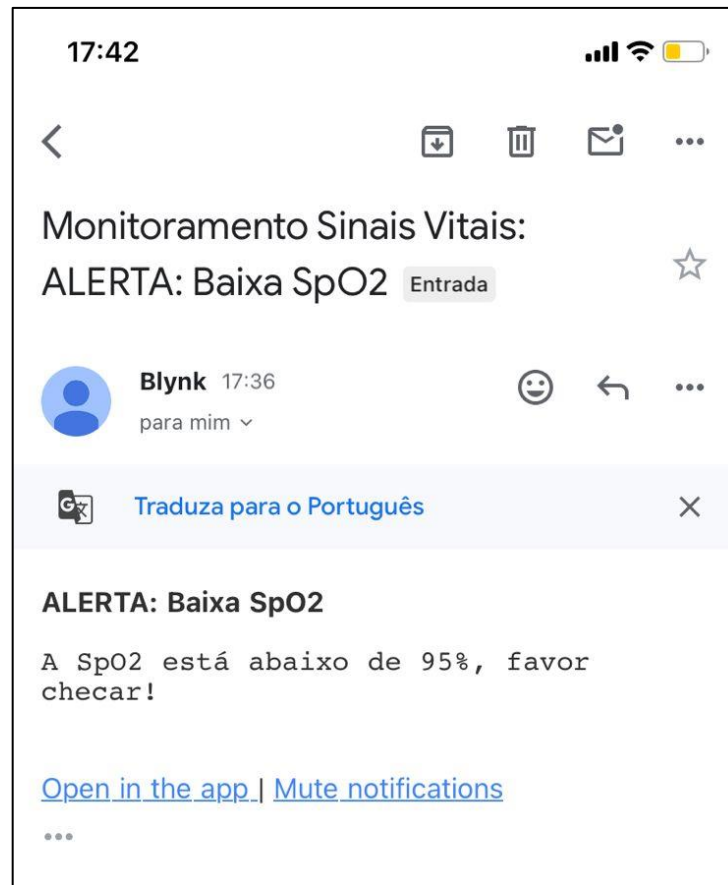 17:42
Monitoramento Sinais Vitais:
ALERTA: Baixa SpO2 Entrada
Blynk 17:36
para mim
Traduza para o Português
ALERTA: Baixa SpO2
A SpO2 está abaixo de 95%, favor
checar!
Open in the app | Mute notifications